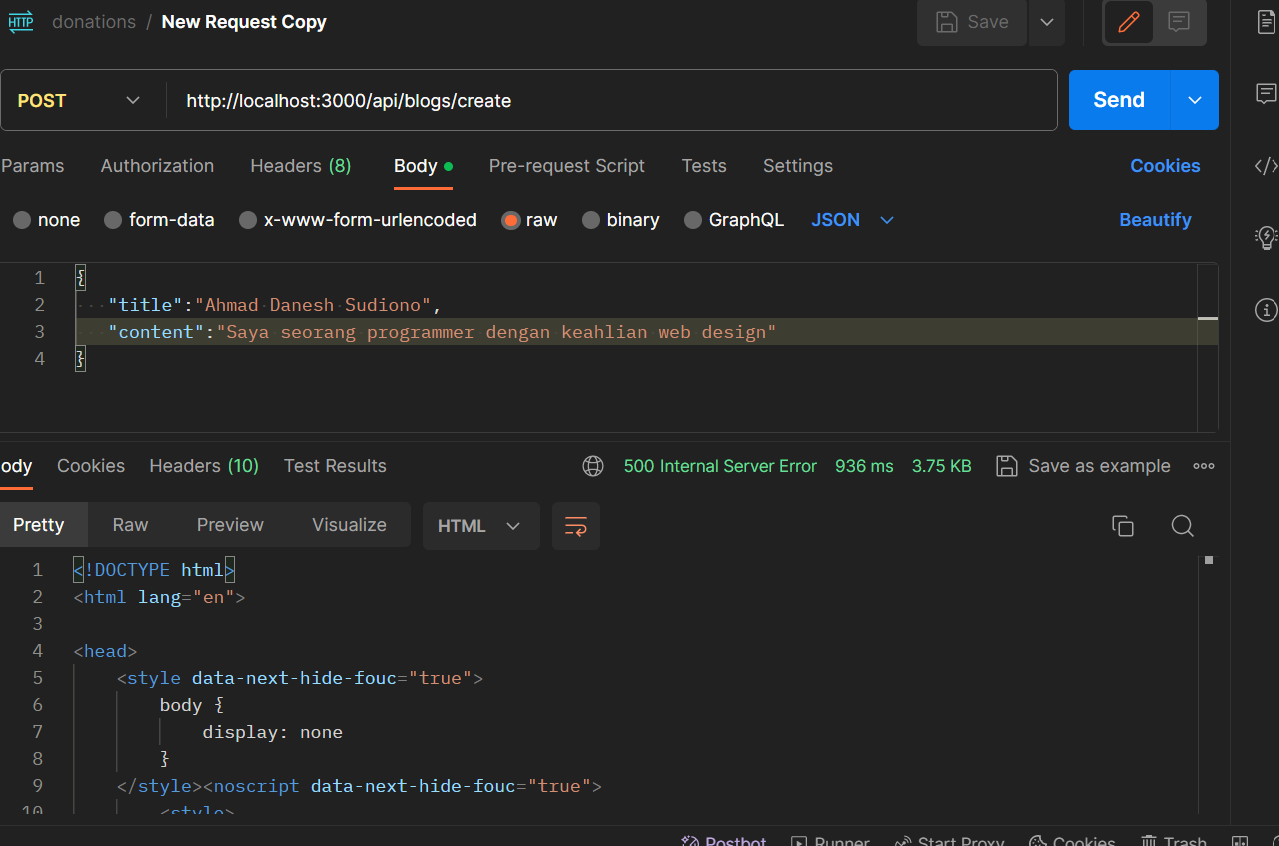 HTTP donations / New Request Copy Save
POST http://localhost:3000/api/blogs/create Send
Params Authorization Headers (8) Body Pre-request Script Tests Settings Cookies
none form-data x-www-form-urlencoded raw binary GraphQL JSON Beautify
1 {
2 "title":"Ahmad Danesh Sudiono",
3 "content":"Saya seorang programmer dengan keahlian web design"
4 }
ody Cookies Headers (10) Test Results 500 Internal Server Error 936 ms 3.75 KB Save as example
Pretty Raw Preview Visualize HTML
1 <!DOCTYPE html>
2 <html lang="en">
3
4 <head>
5 <style data-next-hide-fouc="true">
6 body {
7 display: none
8 }
9 </style><noscript data-next-hide-fouc="true">
10 <style>
Postbot Runner Start Proxy Cookies Trash